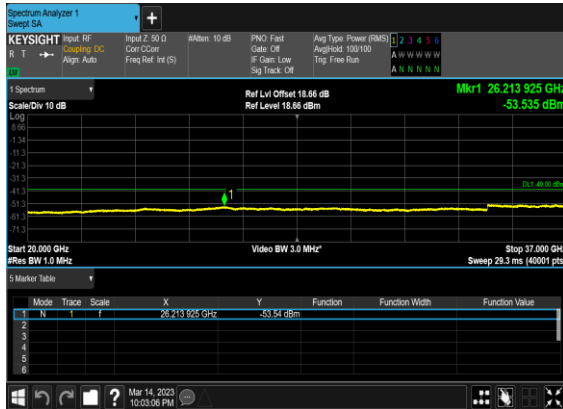 Spectrum Analyzer 1
Swept SA
+
KEYSIGHT Input: RF Input Z: 50 Ω #Atten: 10 dB PNO: Fast Avg Type: Power (RMS) 1 2 3 4 5 6
R T Coupling: DC Corr CCorr Gate: Off Avg|Hold: 100/100 A W W W W W
Align: Auto Freq Ref: Int (S) IF Gain: Low Trig: Free Run
LU Sig Track: Off A N N N N N
1 Spectrum Ref Lvl Offset 18.66 dB Mkr1 26.213 925 GHz
Scale/Div 10 dB Ref Level 18.66 dBm -53.535 dBm
Log
8.66
-1.34
-11.3
-21.3
-31.3
DL1 -40.00 dBm
-41.3
1
-51.3
-61.3
-71.3
Start 20.000 GHz Video BW 3.0 MHz* Stop 37.000 GHz
#Res BW 1.0 MHz Sweep 29.3 ms (40001 pts)
5 Marker Table
Mode Trace Scale X Y Function Function Width Function Value
1 N 1 f 26.213 925 GHz -53.54 dBm
2
3
4
5
6
? Mar 14, 2023
10:03:06 PM